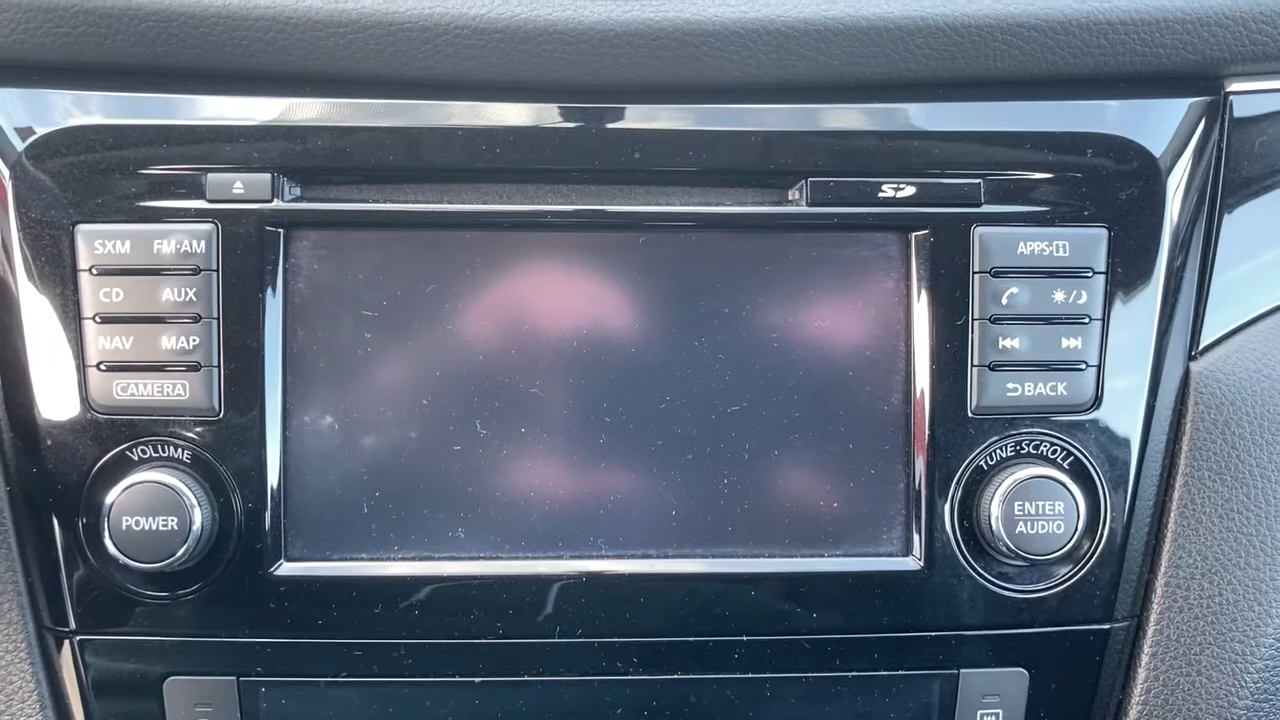 SD
SXM FM·AM
CD AUX
NAV MAP
CAMERA
VOLUME
POWER
APPS·i
BACK
TUNE·SCROLL
ENTER
AUDIO